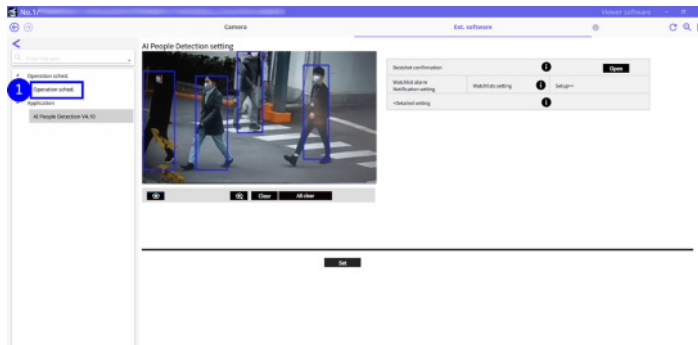 No.1/
Viewer software
Camera
Ext. software
AI People Detection setting
Operation sched.
1
Operation sched.
Application
AI People Detection V4.10
Bestshot confirmation
Open
Watchlist alarm
Notification setting
Watchlists setting
Setup>>
<Detailed setting
Clear
All clear
Set